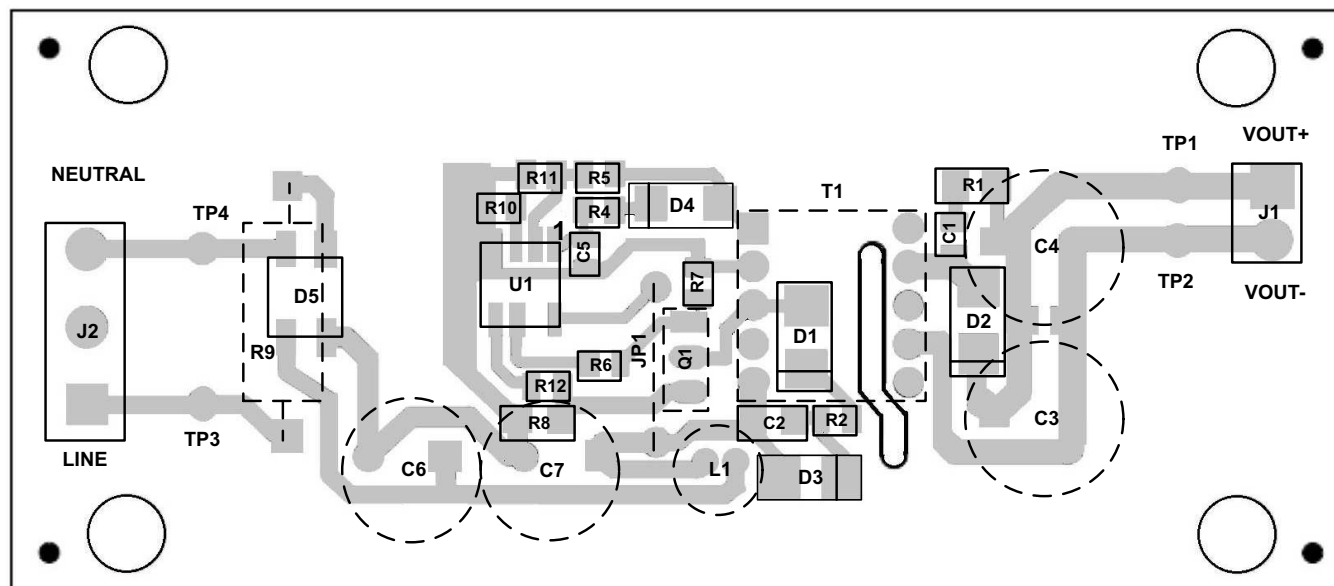 TP1
VOUT+
NEUTRAL
R11
R5
R1
T1
TP4
R10
R4
D4
J1
1
C1
C4
C5
TP2
U1
R7
D5
VOUT-
J2
D1
D2
R9
JP1
Q1
R6
R12
TP3
R8
C2
R2
C3
LINE
C6
C7
L1
D3